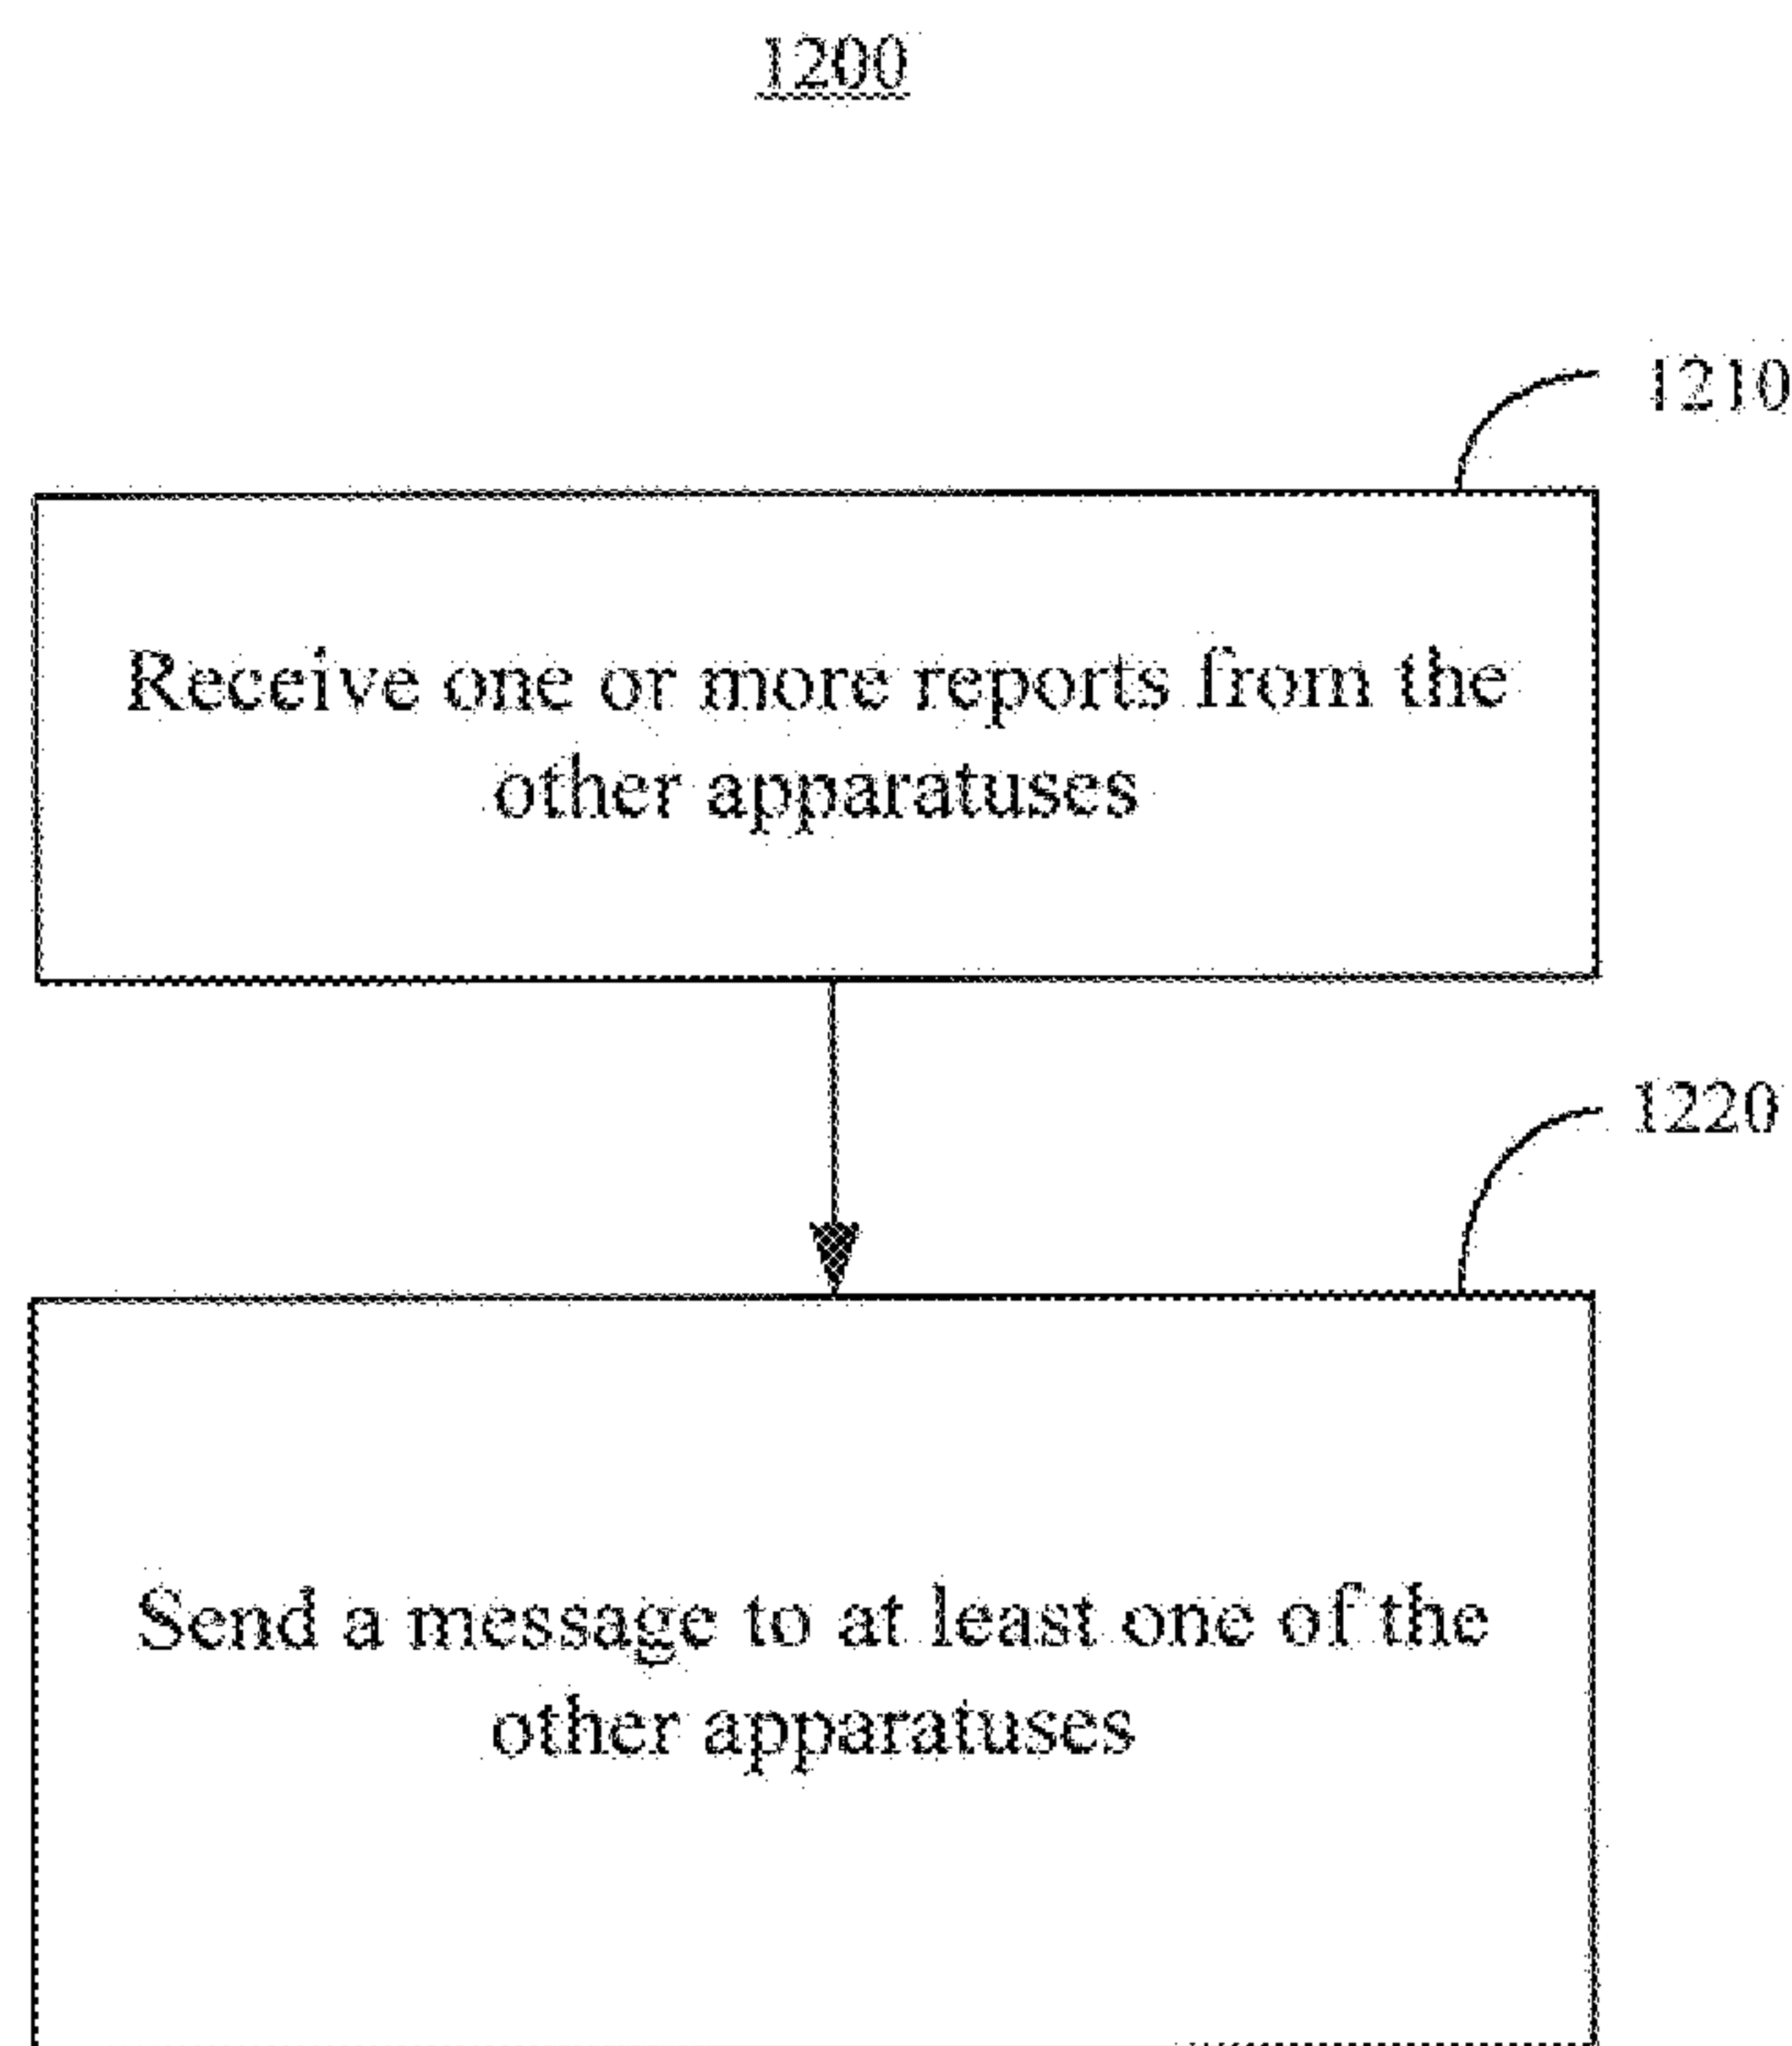 1200
1210
Receive one or more reports from the
other apparatuses
1220
Send a message to at least one of the
other apparatuses